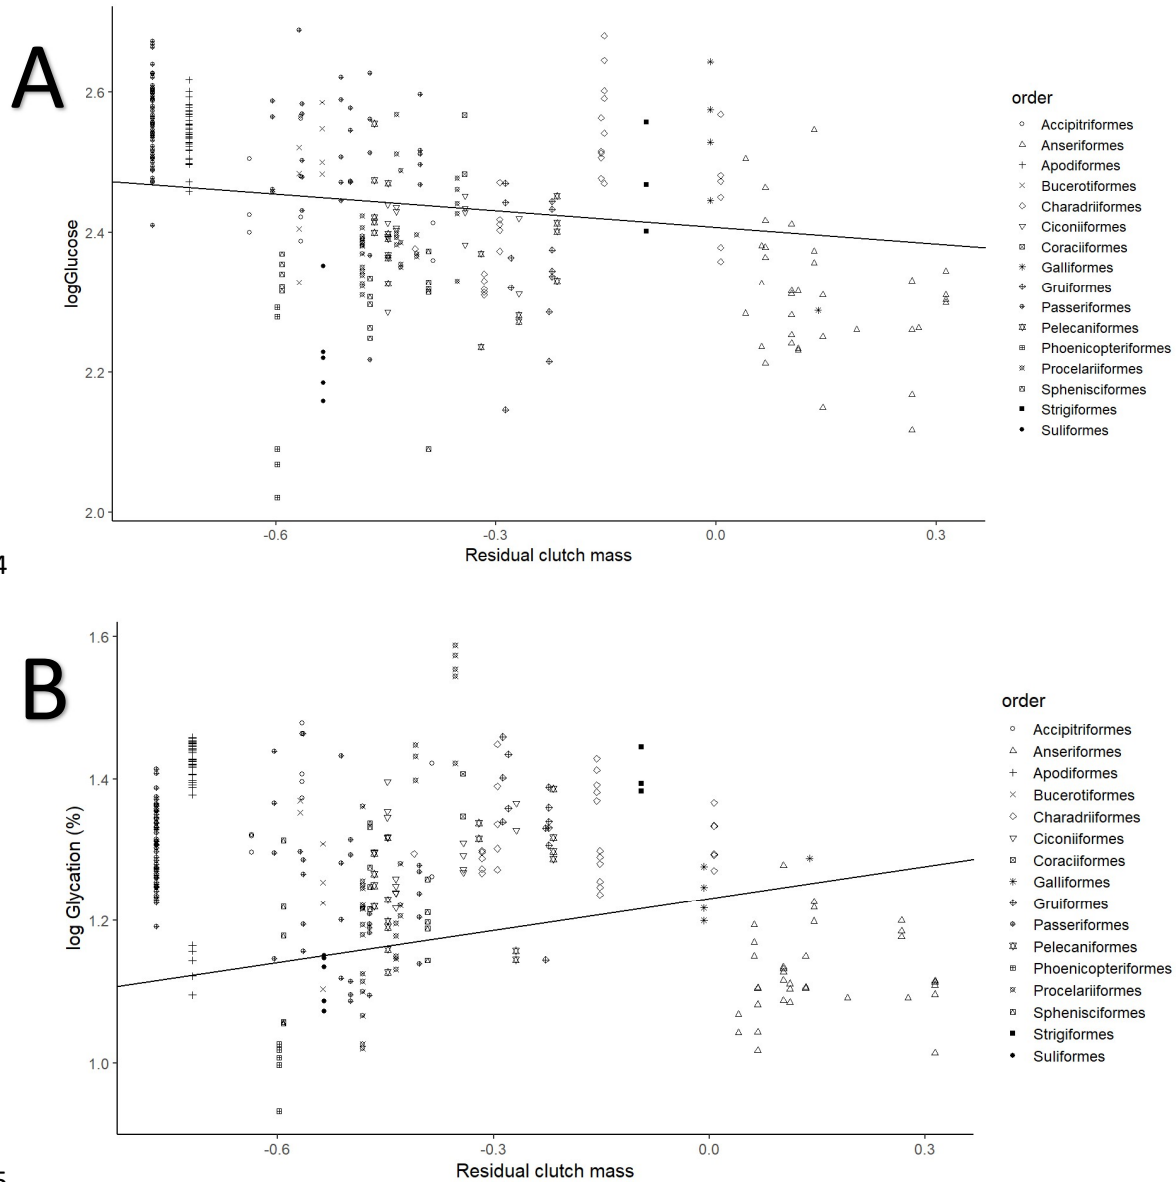 A
logGlucose
2.6
2.4
2.2
2.0
-0.6
-0.3
0.0
0.3
Residual clutch mass
order
Accipitriformes
Anseriformes
Apodiformes
Bucerotiformes
Charadriiformes
Ciconiiformes
Coraciiformes
Galliformes
Gruiformes
Passeriformes
Pelecaniformes
Phoenicopteriformes
Procelariiformes
Sphenisciformes
Strigiformes
Suliformes
4
B
log Glycation (%)
1.6
1.4
1.2
1.0
-0.6
-0.3
0.0
0.3
Residual clutch mass
order
Accipitriformes
Anseriformes
Apodiformes
Bucerotiformes
Charadriiformes
Ciconiiformes
Coraciiformes
Galliformes
Gruiformes
Passeriformes
Pelecaniformes
Phoenicopteriformes
Procelariiformes
Sphenisciformes
Strigiformes
Suliformes